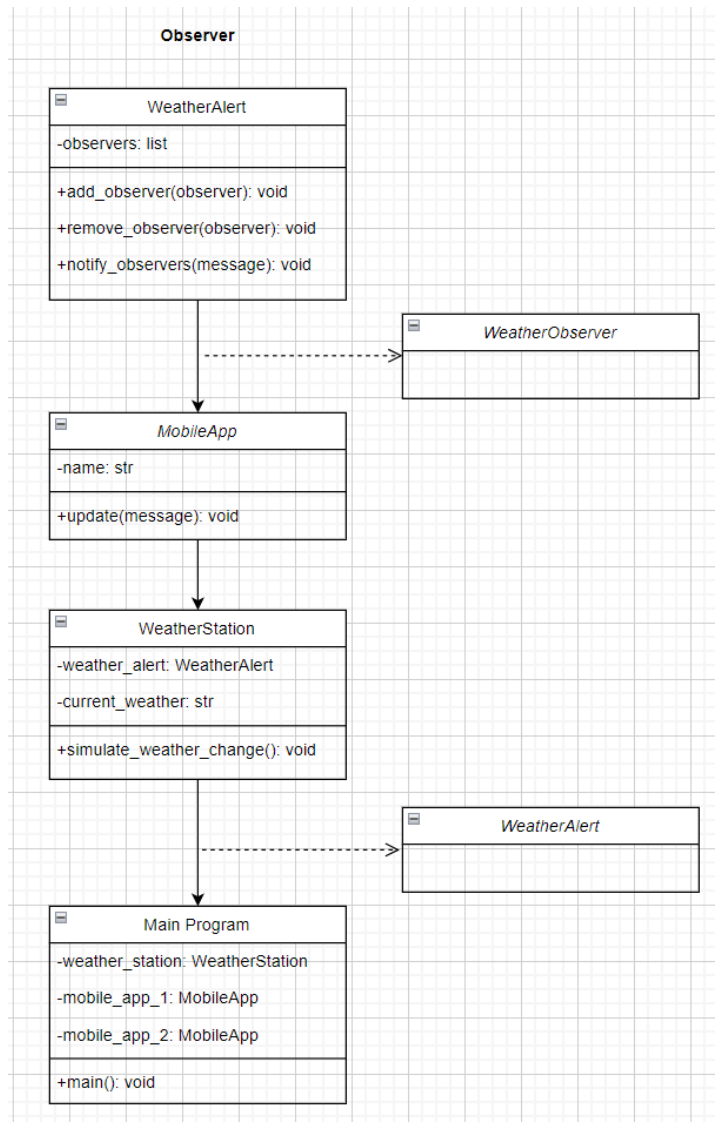 Observer
WeatherAlert
-observers: list
+add_observer(observer): void
+remove_observer(observer): void
+notify_observers(message): void
WeatherObserver
MobileApp
-name: str
+update(message): void
WeatherStation
-weather_alert: WeatherAlert
-current_weather: str
+simulate_weather_change(): void
WeatherAlert
Main Program
-weather_station: WeatherStation
-mobile_app_1: MobileApp
-mobile_app_2: MobileApp
+main(): void